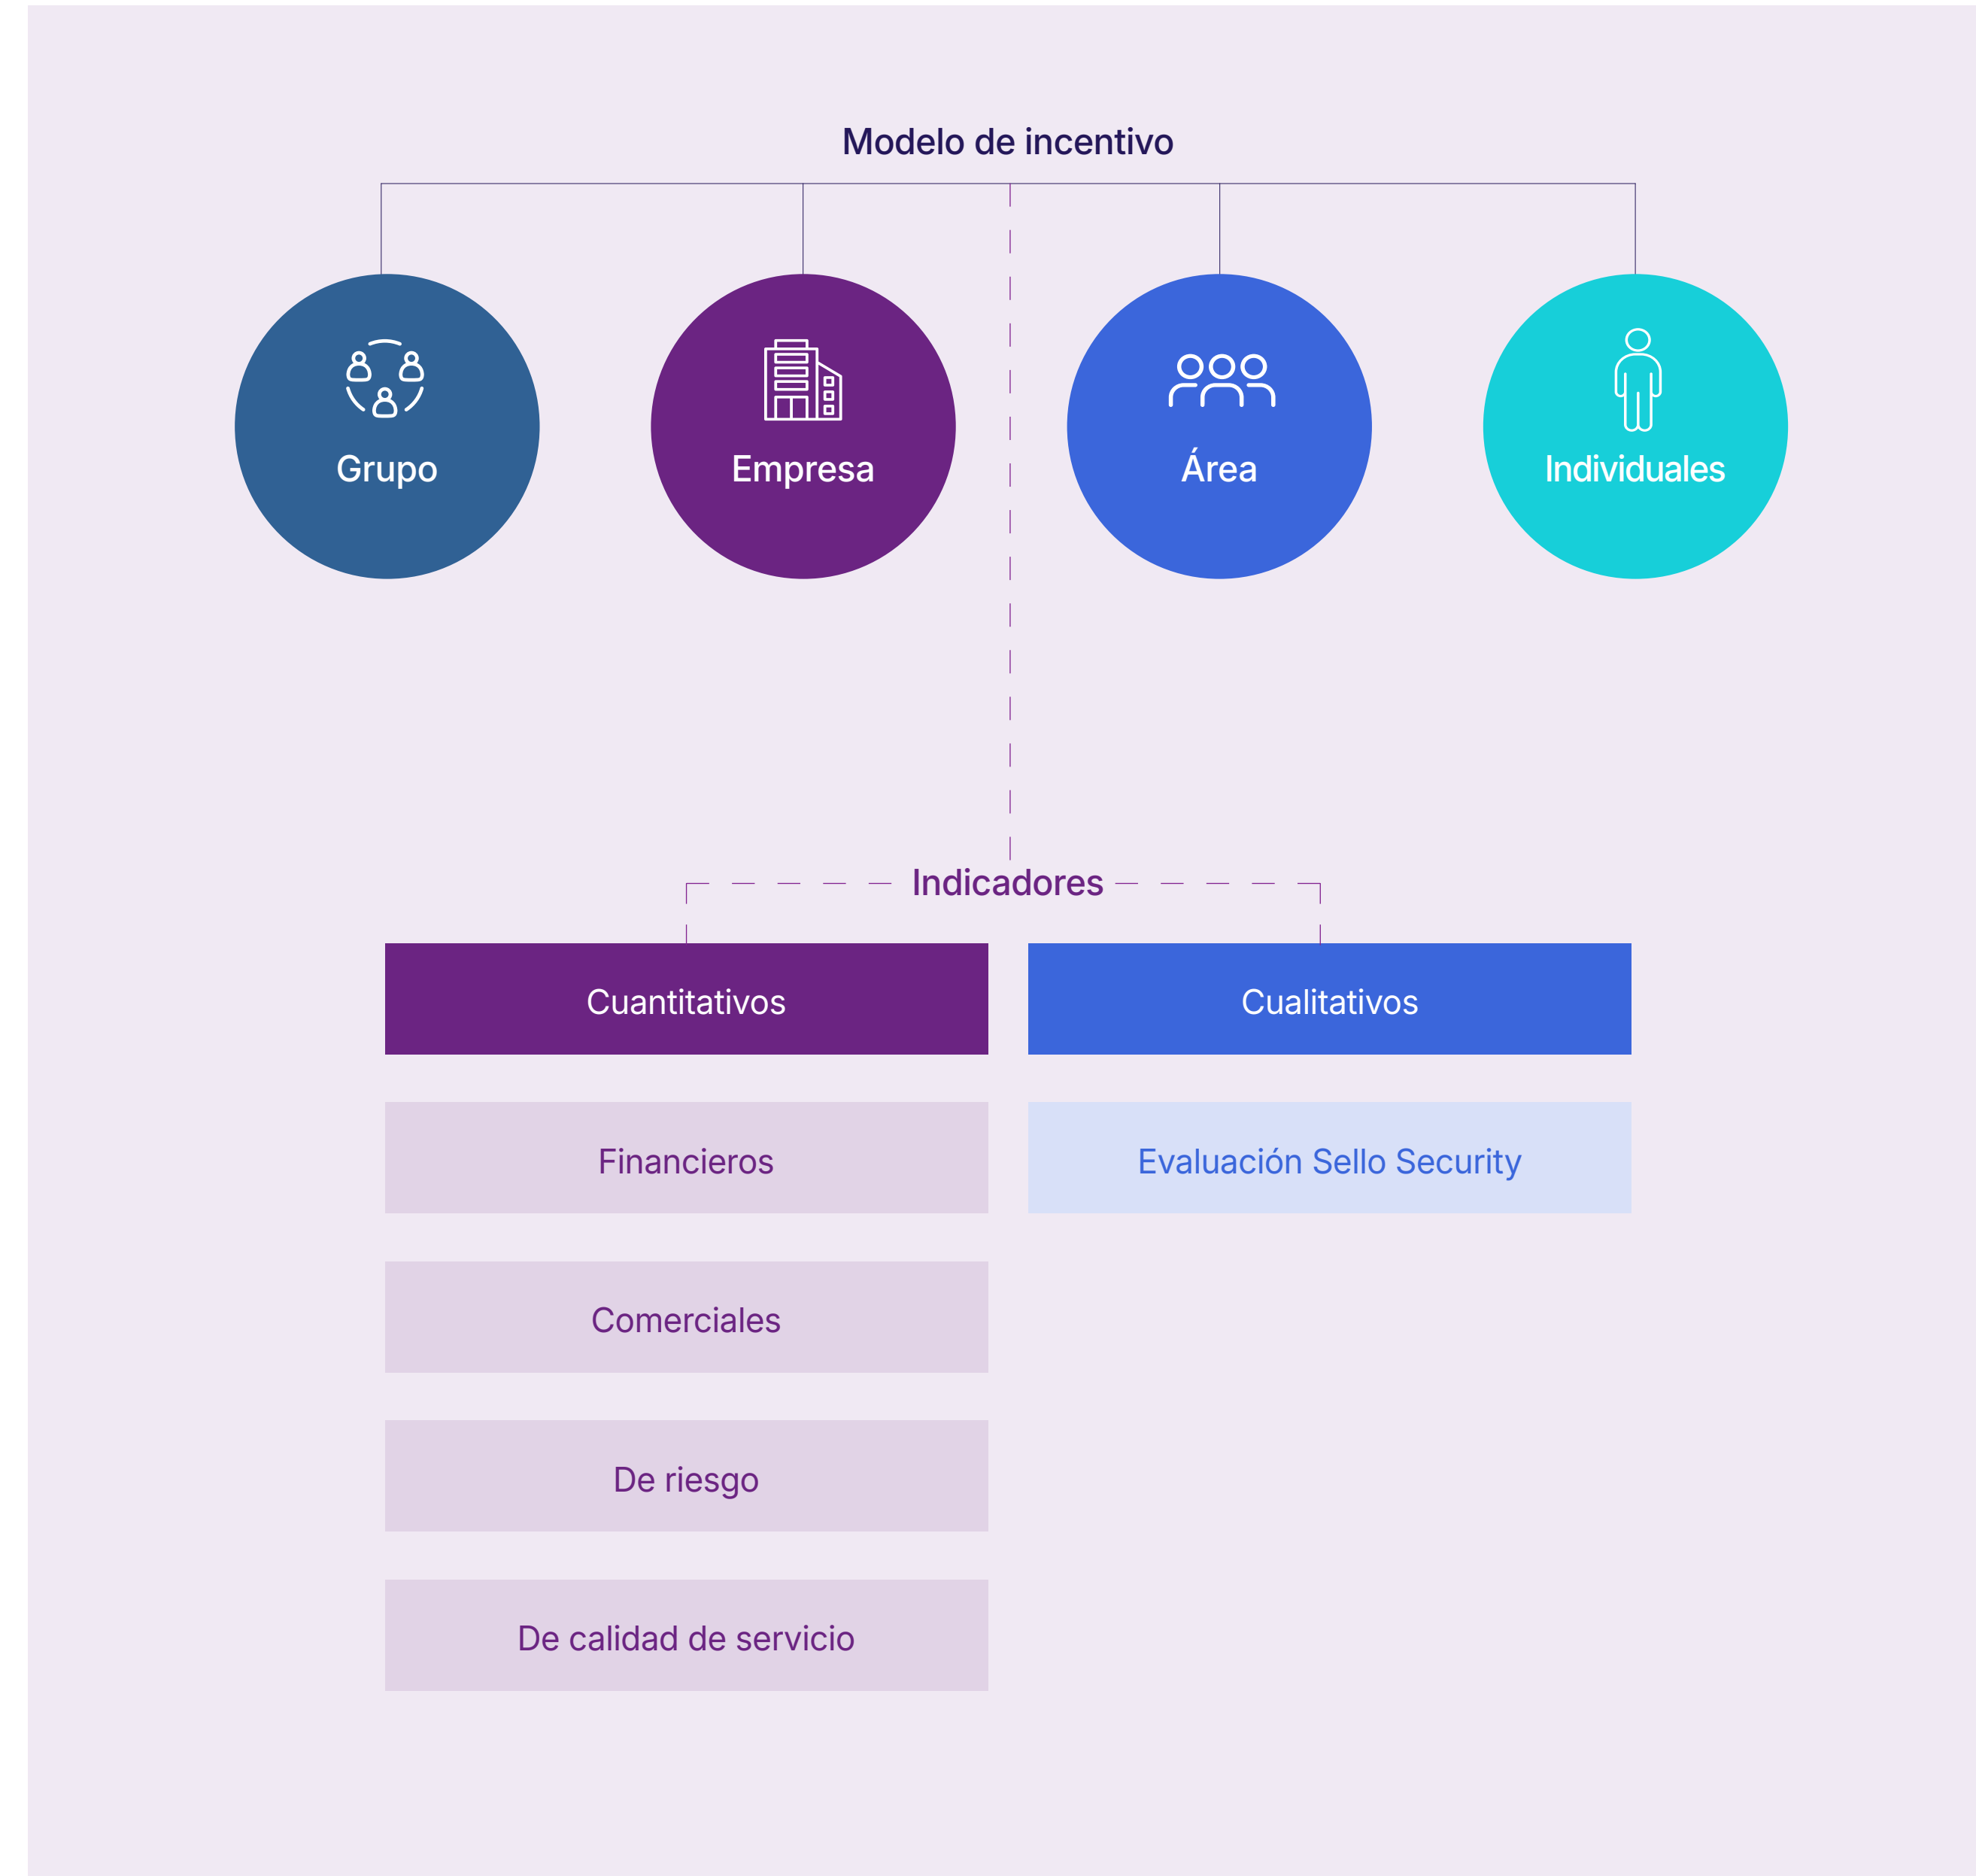 Modelo de incentivo
Grupo
Empresa
Área
Individuales
Indicadores
Cuantitativos
Cualitativos
Financieros
Evaluación Sello Security
Comerciales
De riesgo
De calidad de servicio